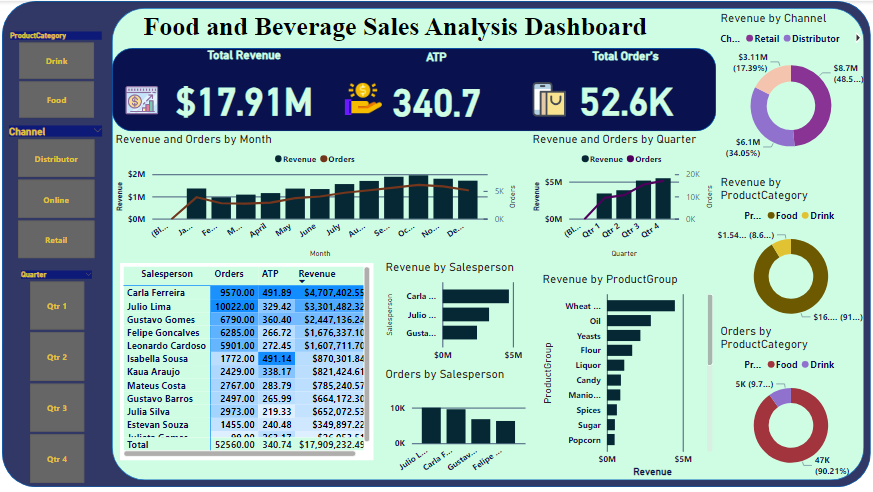 Food and Beverage Sales Analysis Dashboard
ProductCategory
Drink
Food
Channel
Distributor
Online
Retail
Quarter
Qtr 1
Qtr 2
Qtr 3
Qtr 4
Total Revenue
$17.91M
ATP
340.7
Total Order's
52.6K
Revenue and Orders by Month
Revenue Orders
Revenue
$2M
$1M
$0M
5K
0K
Orders
(Bl... Ja... Fe... M... April May June July Au... Se... Oc... No... De...
Month
Revenue and Orders by Quarter
Revenue Orders
Revenue
$5M
$0M
20K
10K
0K
Orders
(Bl... Qtr 1 Qtr 2 Qtr 3 Qtr 4
Quarter
Salesperson Orders ATP Revenue
Carla Ferreira 9570.00 491.89 $4,707,402.55
Julio Lima 10022.00 329.42 $3,301,482.32
Gustavo Gomes 6790.00 360.40 $2,447,136.24
Felipe Goncalves 6285.00 266.72 $1,676,337.10
Leonardo Cardoso 5901.00 272.45 $1,607,711.70
Isabella Sousa 1772.00 491.14 $870,301.84
Kaua Araujo 2429.00 338.17 $821,424.61
Mateus Costa 2767.00 283.79 $785,240.57
Gustavo Barros 2497.00 265.99 $664,172.30
Julia Silva 2973.00 219.33 $652,072.53
Estevan Souza 1455.00 240.48 $349,897.22
Total 52560.00 340.74 $17,909,232.45
Revenue by Salesperson
Salesperson
Carla ...
Julio ...
Gusta...
$0M $5M
Orders by Salesperson
10K
0K
Julio L... Carla F... Gustav... Felipe ...
Revenue by ProductGroup
ProductGroup
Wheat ...
Oil
Yeasts
Flour
Liquor
Candy
Manio...
Spices
Sugar
Popcorn
$0M $5M
Revenue
Revenue by Channel
Ch... Retail Distributor
$3.11M
(17.39%)
$8.7M
(48.5...)
$6.1M
(34.05%)
Revenue by
ProductCategory
Pr... Food Drink
$1.54... (8.6...)
$16.... (91...)
Orders by
ProductCategory
Pr... Food Drink
5K (9.7...)
47K
(90.21%)